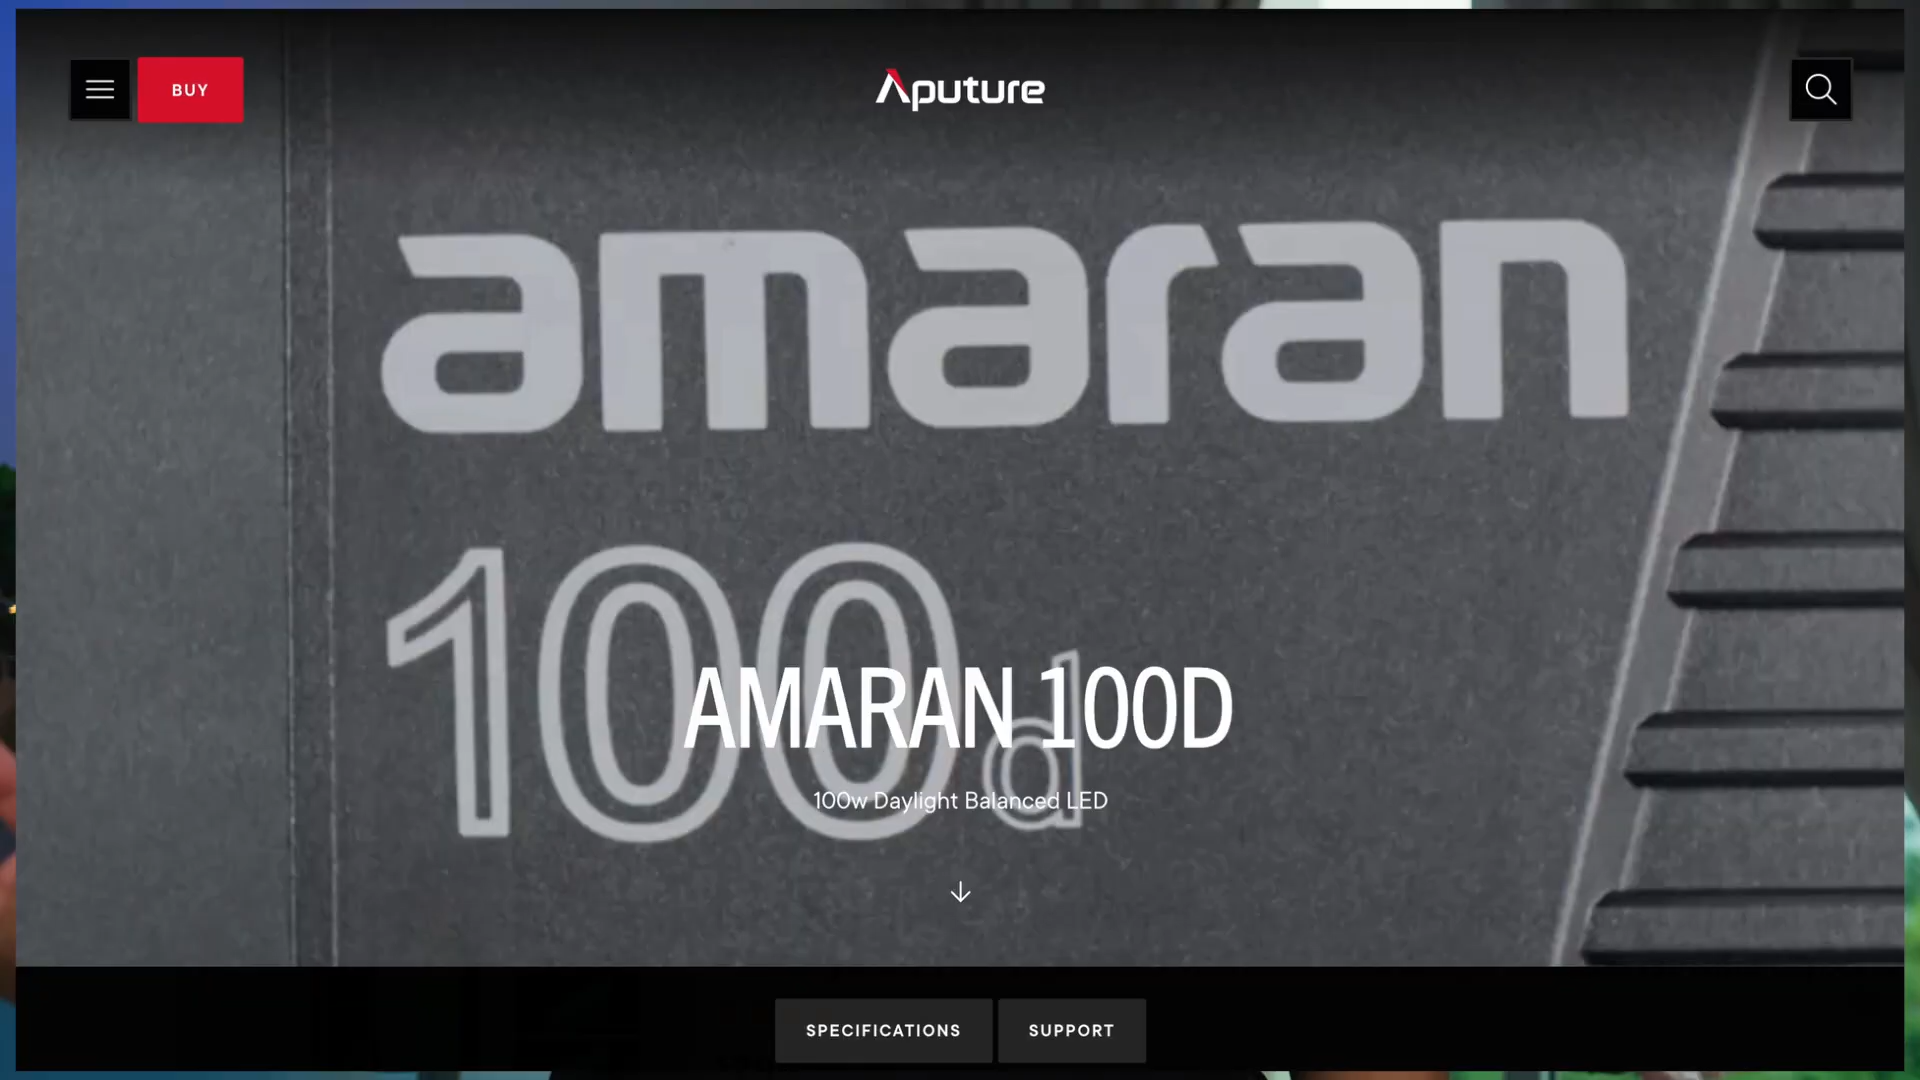 BUY
Aputure
amaran
100d
AMARAN 100D
100w Daylight Balanced LED
SPECIFICATIONS
SUPPORT